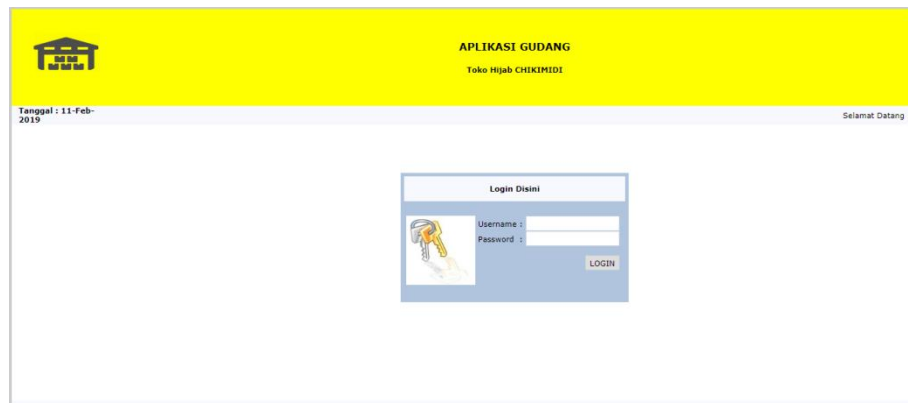 APLIKASI GUDANG
Toko Hijab CHIKIMIDI
Tanggal : 11-Feb-
2019
Selamat Datang
Login Disini
Username :
Password :
LOGIN